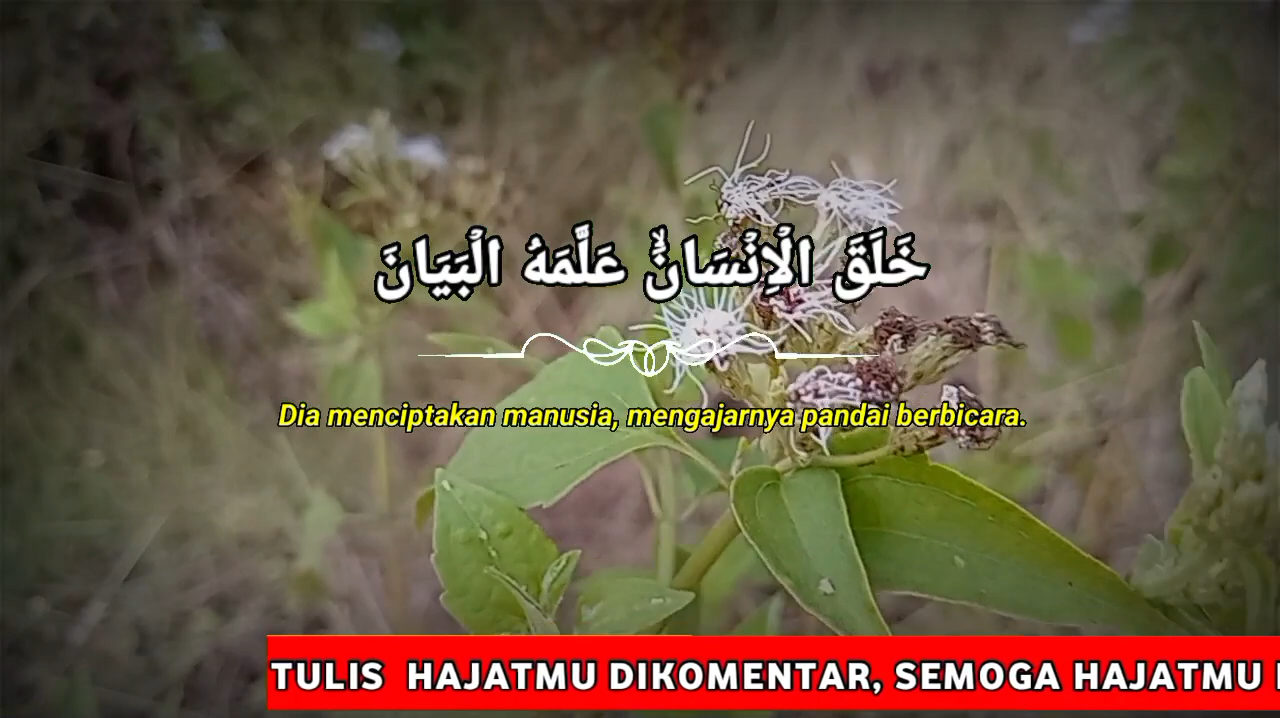 خَلَقَ الْاِنْسَانَۙ عَلَّمَهُ الْبَيَانَ
Dia menciptakan manusia, mengajarnya pandai berbicara.
TULIS HAJATMU DIKOMENTAR, SEMOGA HAJATMU